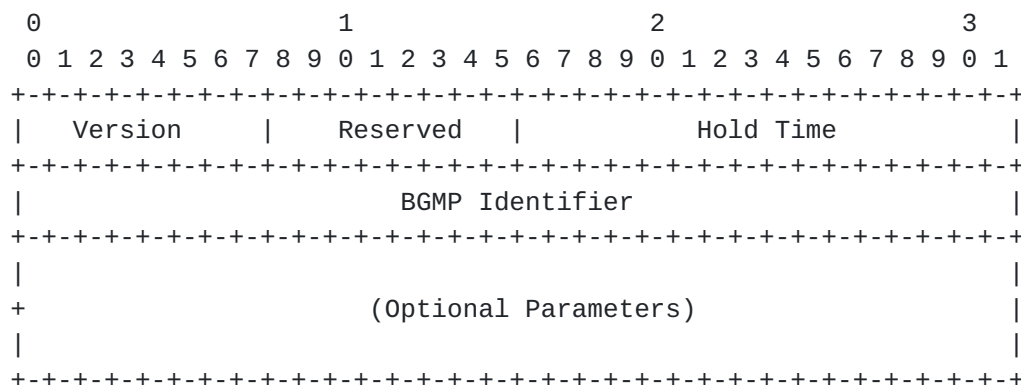 0                   1                   2                   3
 0 1 2 3 4 5 6 7 8 9 0 1 2 3 4 5 6 7 8 9 0 1 2 3 4 5 6 7 8 9 0 1
+-+-+-+-+-+-+-+-+-+-+-+-+-+-+-+-+-+-+-+-+-+-+-+-+-+-+-+-+-+-+-+-+
|   Version     |    Reserved   |           Hold Time           |
+-+-+-+-+-+-+-+-+-+-+-+-+-+-+-+-+-+-+-+-+-+-+-+-+-+-+-+-+-+-+-+-+
|                        BGMP Identifier                        |
+-+-+-+-+-+-+-+-+-+-+-+-+-+-+-+-+-+-+-+-+-+-+-+-+-+-+-+-+-+-+-+-+
|                                                               |
+                      (Optional Parameters)                    |
|                                                               |
+-+-+-+-+-+-+-+-+-+-+-+-+-+-+-+-+-+-+-+-+-+-+-+-+-+-+-+-+-+-+-+-+